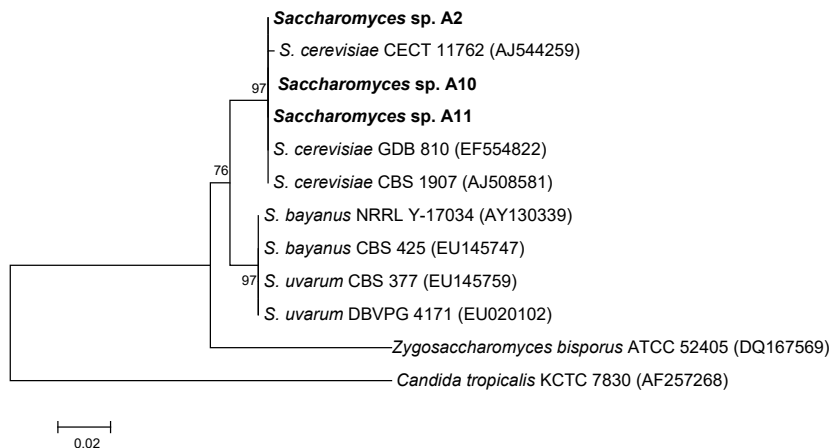 Saccharomyces sp. A2
S. cerevisiae CECT 11762 (AJ544259)
Saccharomyces sp. A10
97
Saccharomyces sp. A11
S. cerevisiae GDB 810 (EF554822)
76
S. cerevisiae CBS 1907 (AJ508581)
S. bayanus NRRL Y-17034 (AY130339)
S. bayanus CBS 425 (EU145747)
97
S. uvarum CBS 377 (EU145759)
S. uvarum DBVPG 4171 (EU020102)
Zygosaccharomyces bisporus ATCC 52405 (DQ167569)
Candida tropicalis KCTC 7830 (AF257268)
0.02